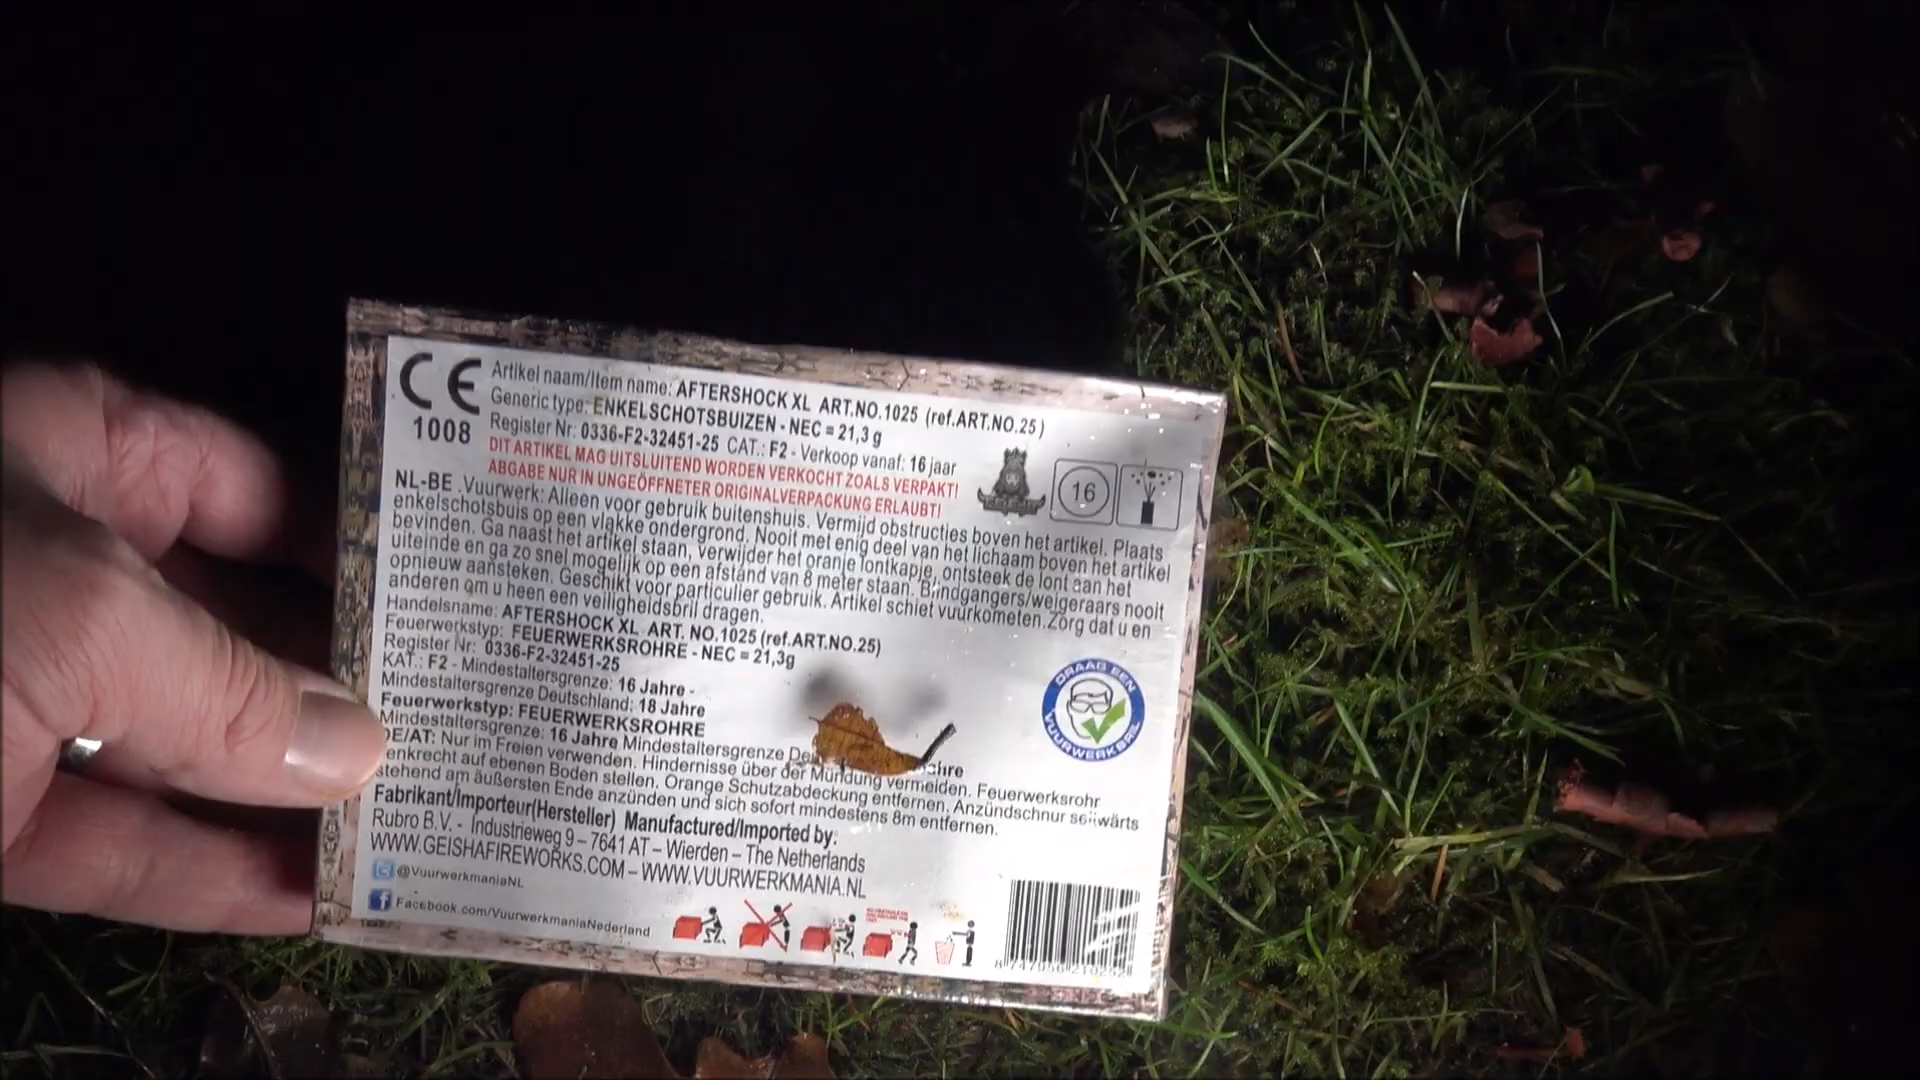 CE
1008
Artikel naam/Item name: AFTERSHOCK XL ART.NO.1025 (ref.ART.NO.25)
Generic type: ENKELSCHOTSBUIZEN - NEC = 21,3 g
Register Nr: 0336-F2-32451-25 CAT.: F2 - Verkoop vanaf: 16 jaar
DIT ARTIKEL MAG UITSLUITEND WORDEN VERKOCHT ZOALS VERPAKT!
ABGABE NUR IN UNGEÖFFNETER ORIGINALVERPACKUNG ERLAUBT!
16
NL-BE .Vuurwerk: Alleen voor gebruik buitenshuis. Vermijd obstructies boven het artikel. Plaats
enkelschotsbuis op een vlakke ondergrond. Nooit met enig deel van het lichaam boven het artikel
bevinden. Ga naast het artikel staan, verwijder het oranje lontkapje, ontsteek de lont aan het
uiteinde en ga zo snel mogelijk op een afstand van 8 meter staan. Blindgangers/weigeraars nooit
opnieuw aansteken. Geschikt voor particulier gebruik. Artikel schiet vuurkometen. Zorg dat u en
anderen om u heen een veiligheidsbril dragen.
Handelsname: AFTERSHOCK XL ART. NO.1025 (ref.ART.NO.25)
Feuerwerkstyp: FEUERWERKSROHRE - NEC = 21,3g
Register Nr: 0336-F2-32451-25
KAT.: F2 - Mindestaltersgrenze: 16 Jahre -
Mindestaltersgrenze Deutschland: 18 Jahre
Feuerwerkstyp: FEUERWERKSROHRE
Mindestaltersgrenze: 16 Jahre Mindestaltersgrenze
DE/AT: Nur im Freien verwenden. Hindernisse über der Mündung vermeiden. Feuerwerksrohr
senkrecht auf ebenen Boden stellen. Orange Schutzabdeckung entfernen. Anzündschnur seitwärts
stehend am äußersten Ende anzünden und sich sofort mindestens 8m entfernen.
DRAAG EEN VUURWERKBRIL
Fabrikant/Importeur(Hersteller) Manufactured/Imported by:
Rubro B.V. - Industrieweg 9 – 7641 AT – Wierden – The Netherlands
WWW.GEISHAFIREWORKS.COM – WWW.VUURWERKMANIA.NL
@VuurwerkmaniaNL
Facebook.com/VuurwerkmaniaNederland